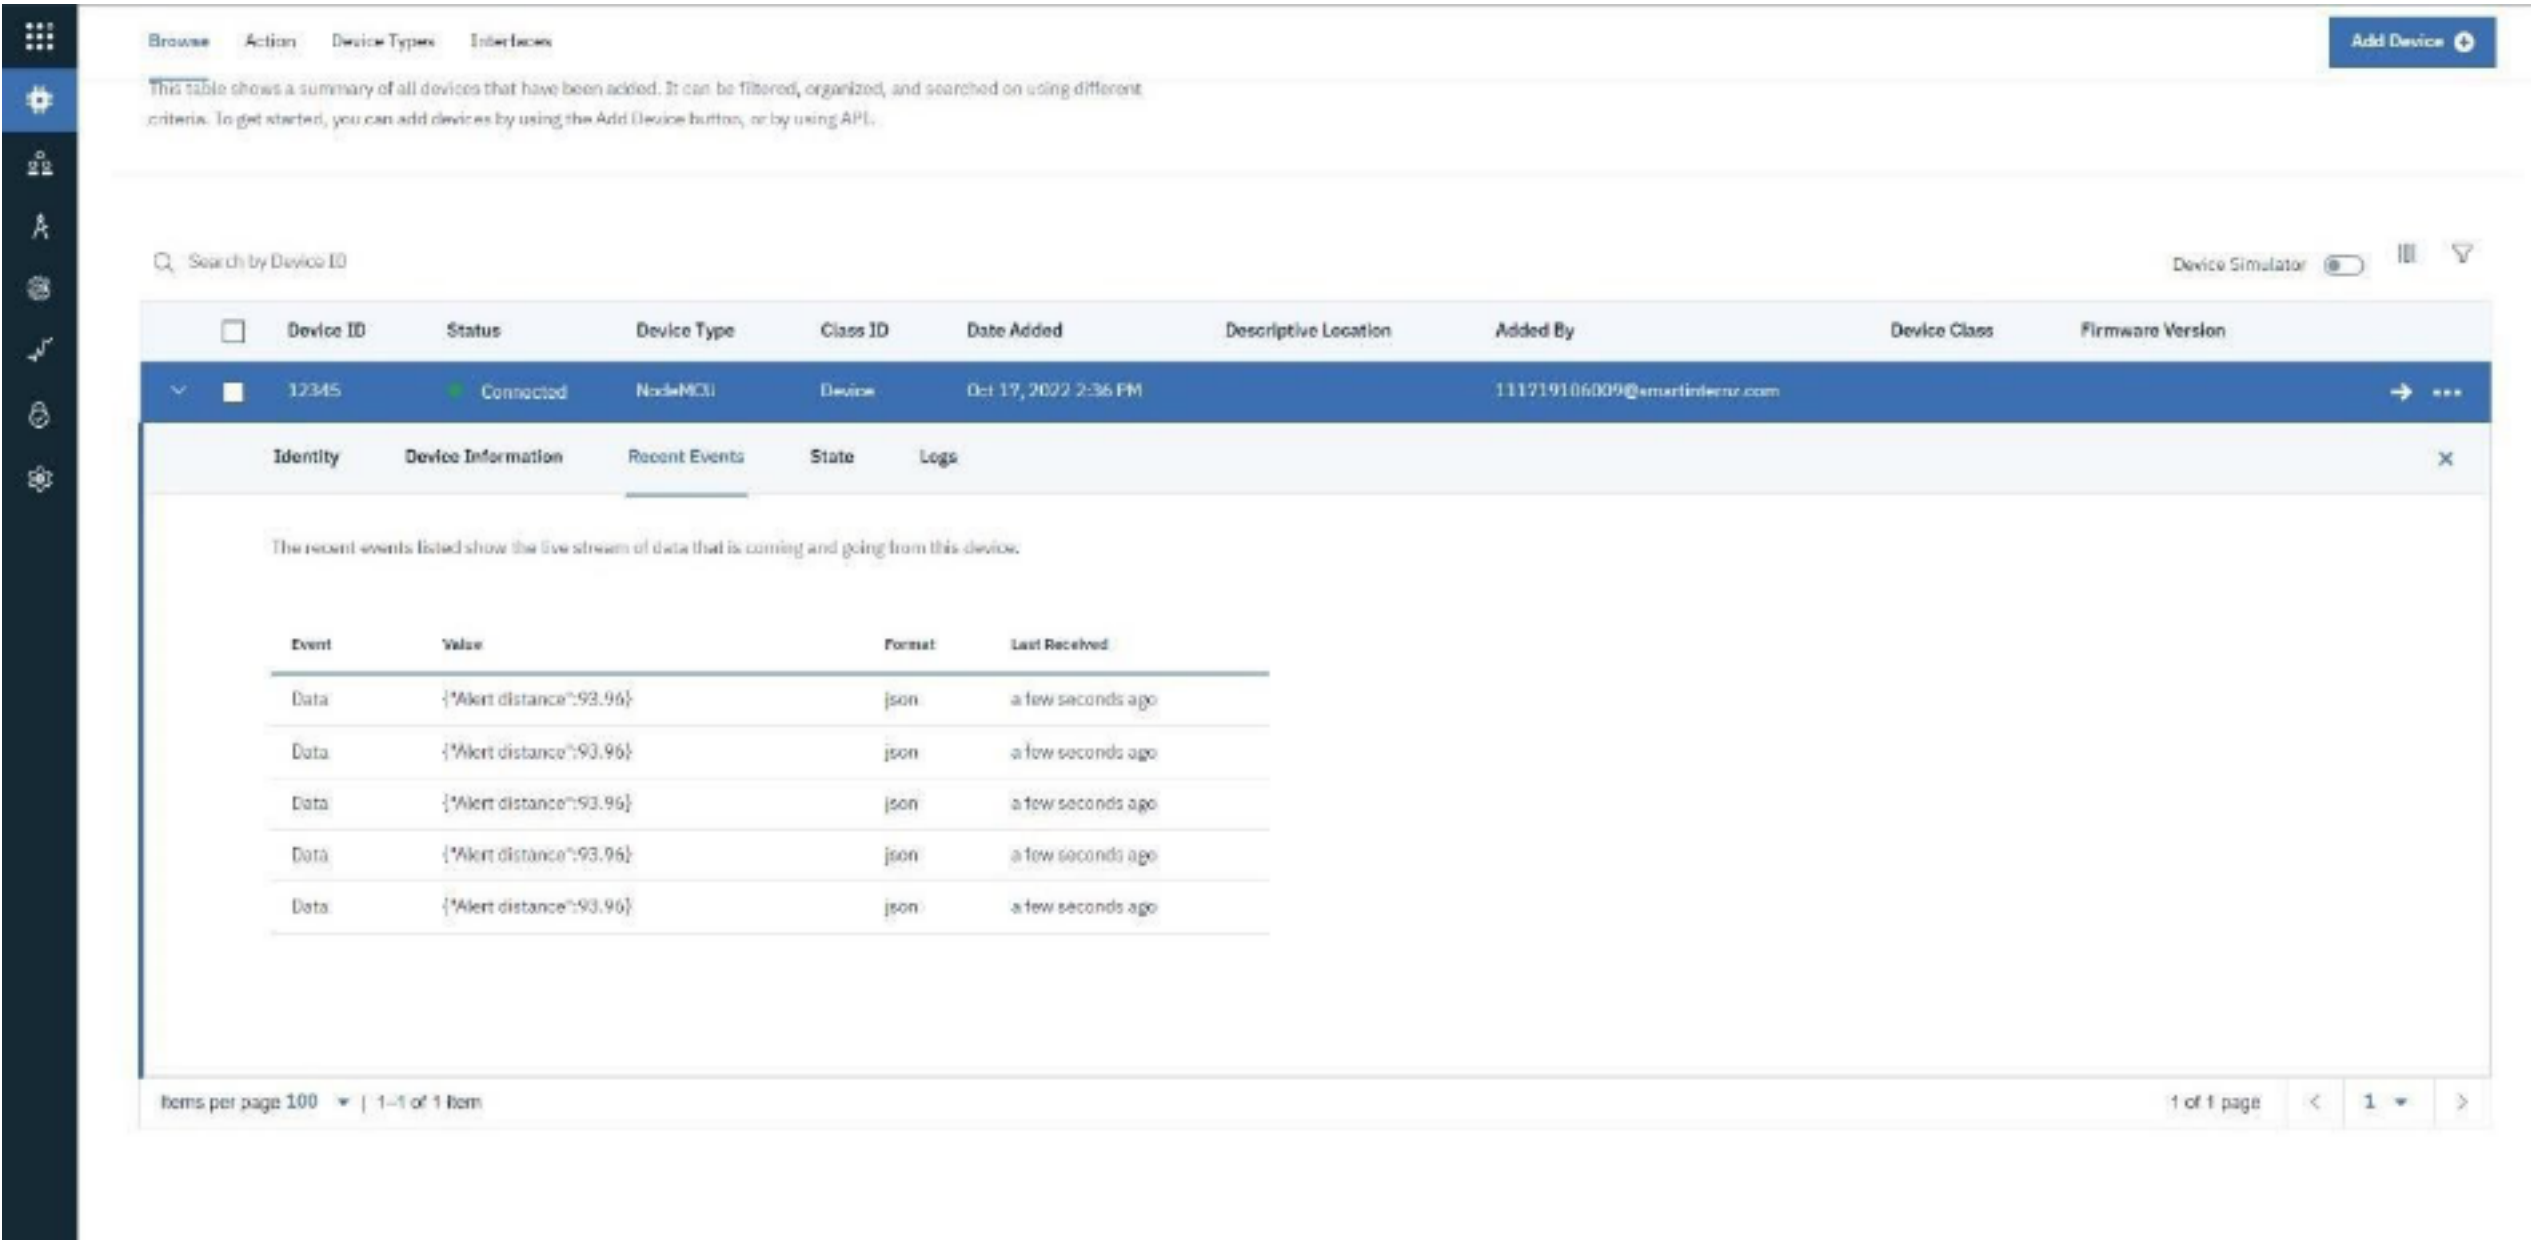 Browse Action Device Types Interfaces Add Device
This table shows a summary of all devices that have been added. It can be filtered, organized, and searched on using different
criteria. To get started, you can add devices by using the Add Device button, or by using API.
Search by Device ID Device Simulator
Device ID Status Device Type Class ID Date Added Descriptive Location Added By Device Class Firmware Version
12345 Connected NodeMCU Device Oct 17, 2022 2:36 PM 111719106009@smartinternz.com
Identity Device Information Recent Events State Logs
The recent events listed show the live stream of data that is coming and going from this device.
Event Value Format Last Received
Data {"Alert distance":93.96} json a few seconds ago
Data {"Alert distance":93.96} json a few seconds ago
Data {"Alert distance":93.96} json a few seconds ago
Data {"Alert distance":93.96} json a few seconds ago
Data {"Alert distance":93.96} json a few seconds ago
Items per page 100 | 1–1 of 1 item 1 of 1 page 1